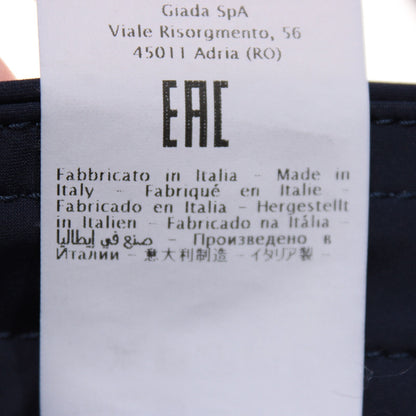 Giada SpA
Viale Risorgmento, 56
45011 Adria (RO)
EAC
Fabbricato in Italia - Made in
Italy - Fabriqué en Italie -
Fabricado en Italia - Hergestellt
in Italien - Fabricado na Itália -
صنع في إيطاليا - Произведено в
Италии - 意大利制造 - イタリア製 -